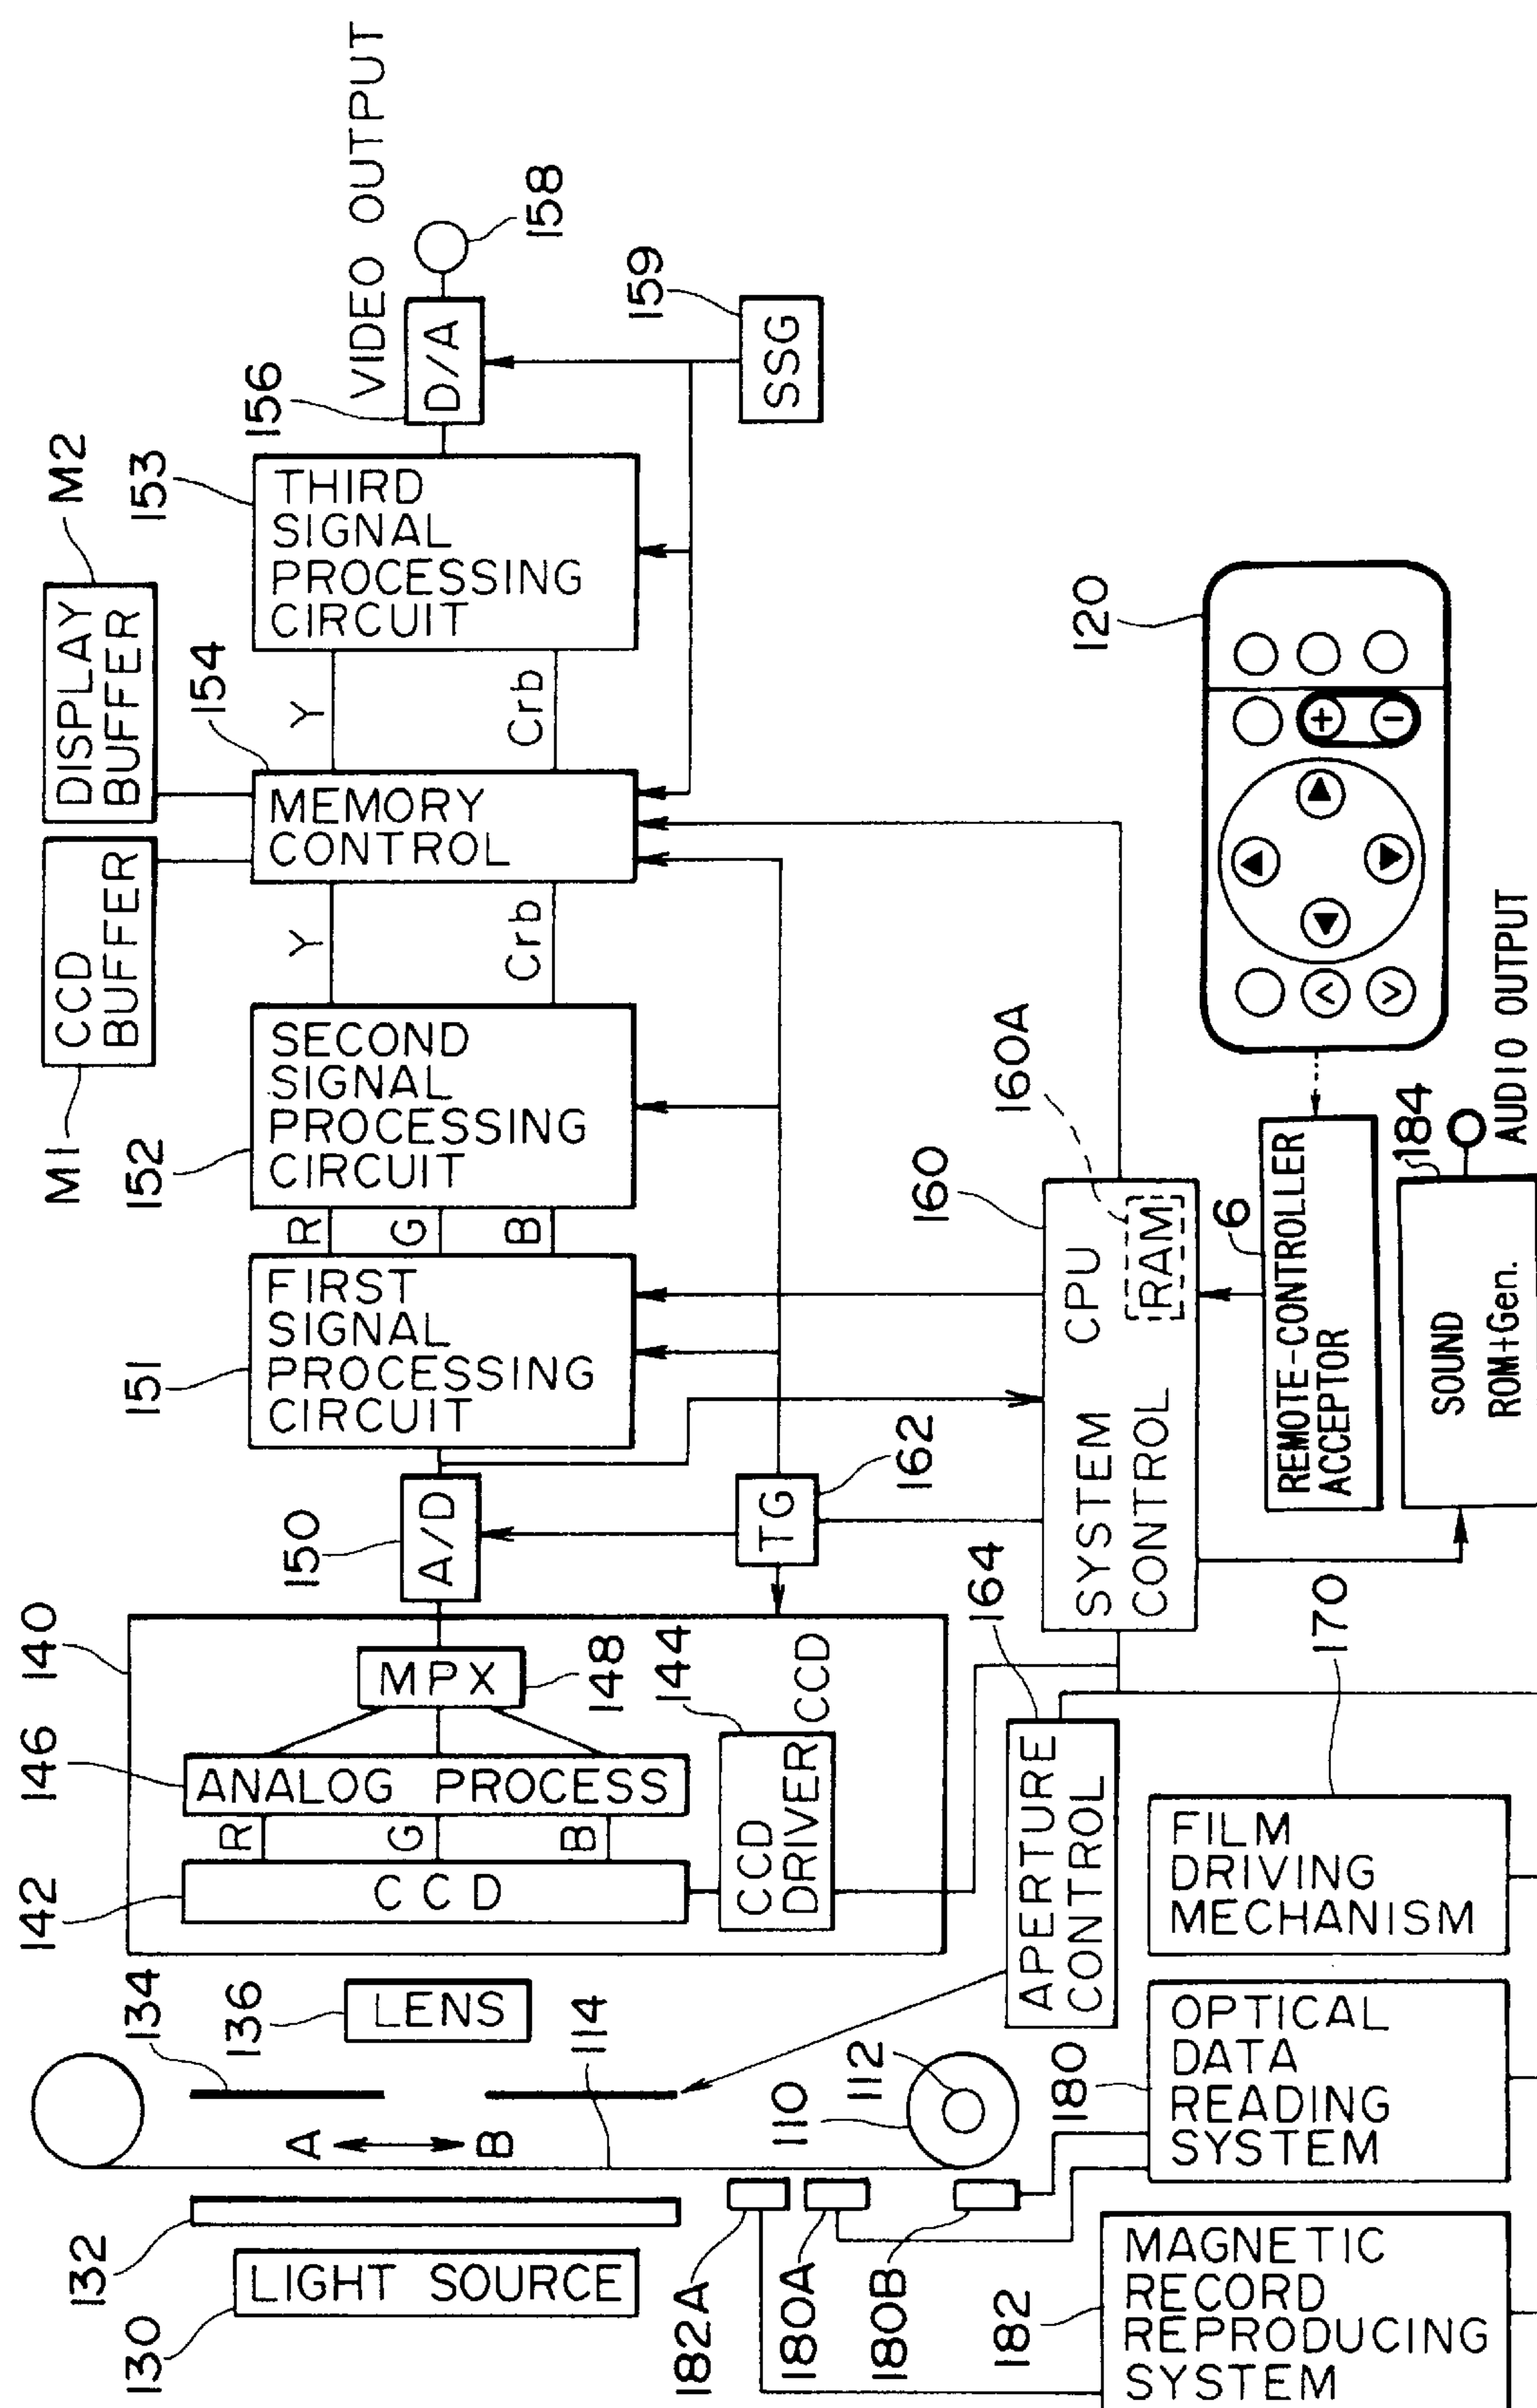 130
LIGHT SOURCE
132
A
B
114
134
136
LENS
110
112
182A
180A
180B
182
MAGNETIC
RECORD
REPRODUCING
SYSTEM
180
OPTICAL
DATA
READING
SYSTEM
170
FILM
DRIVING
MECHANISM
164
APERTURE
CONTROL
140
142
CCD
R
G
B
146
ANALOG PROCESS
MPX
148
144
CCD
DRIVER
CCD
150
A/D
TG
162
151
FIRST
SIGNAL
PROCESSING
CIRCUIT
R
G
B
152
SECOND
SIGNAL
PROCESSING
CIRCUIT
Y
Crb
M1
CCD
BUFFER
DISPLAY
BUFFER
M2
154
MEMORY
CONTROL
Y
Crb
153
THIRD
SIGNAL
PROCESSING
CIRCUIT
156
D/A
VIDEO OUTPUT
158
159
SSG
160
SYSTEM
CONTROL
CPU
160A
RAM
6
REMOTE-CONTROLLER
ACCEPTOR
120
+
−
184
SOUND
ROM+Gen.
AUDIO OUTPUT